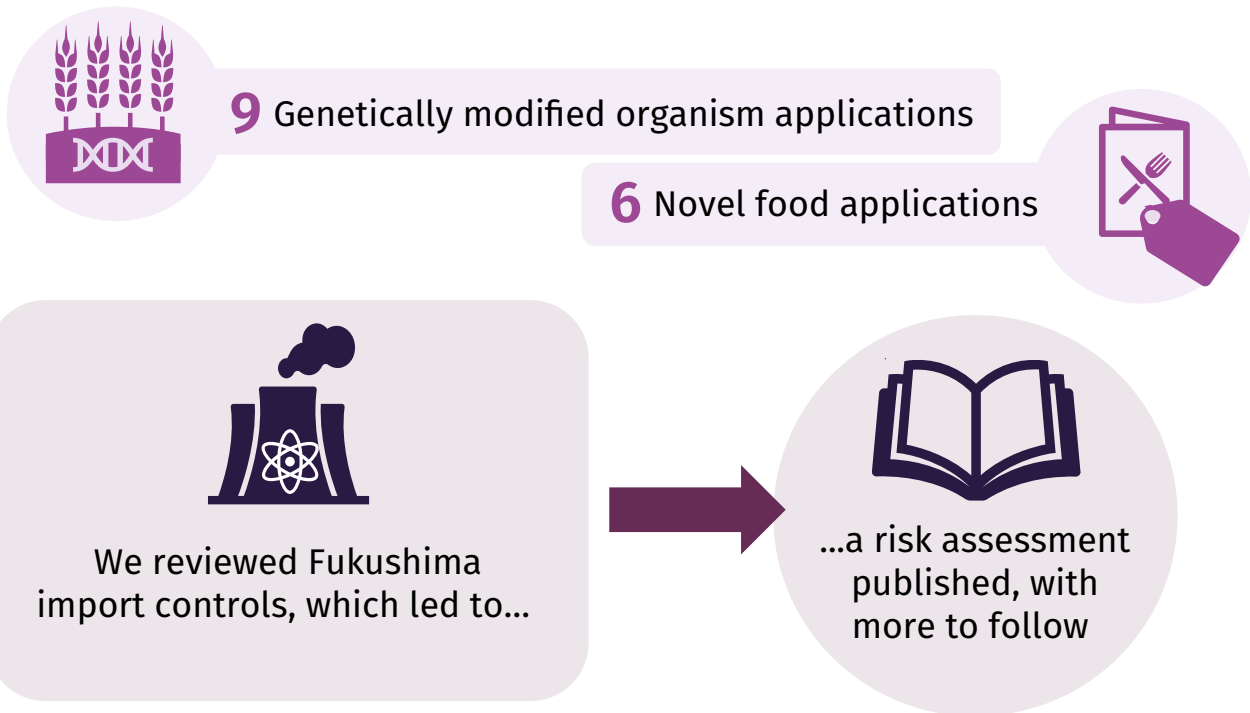 9 Genetically modified organism applications
6 Novel food applications
We reviewed Fukushima
import controls, which led to...
...a risk assessment
published, with
more to follow